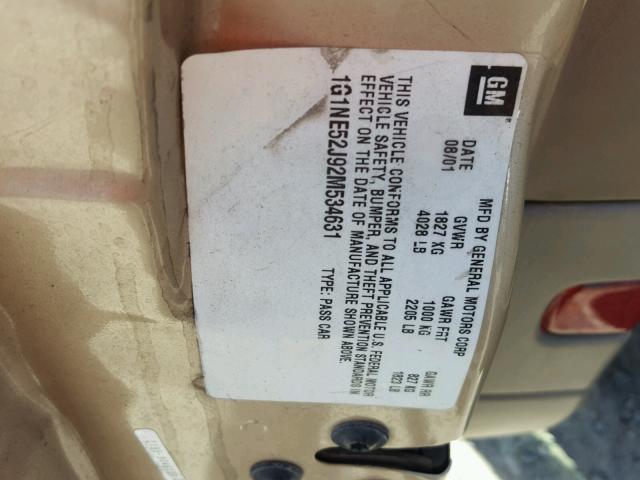 GM
MFD BY GENERAL MOTORS CORP
DATE GVWR GAWR FRT GAWR RR
08/01 1827 KG 1000 KG 827 KG
4028 LB 2205 LB 1823 LB
THIS VEHICLE CONFORMS TO ALL APPLICABLE U.S. FEDERAL MOTOR
VEHICLE SAFETY, BUMPER, AND THEFT PREVENTION STANDARDS IN
EFFECT ON THE DATE OF MANUFACTURE SHOWN ABOVE.
1G1NE52J92M534631 TYPE: PASS CAR